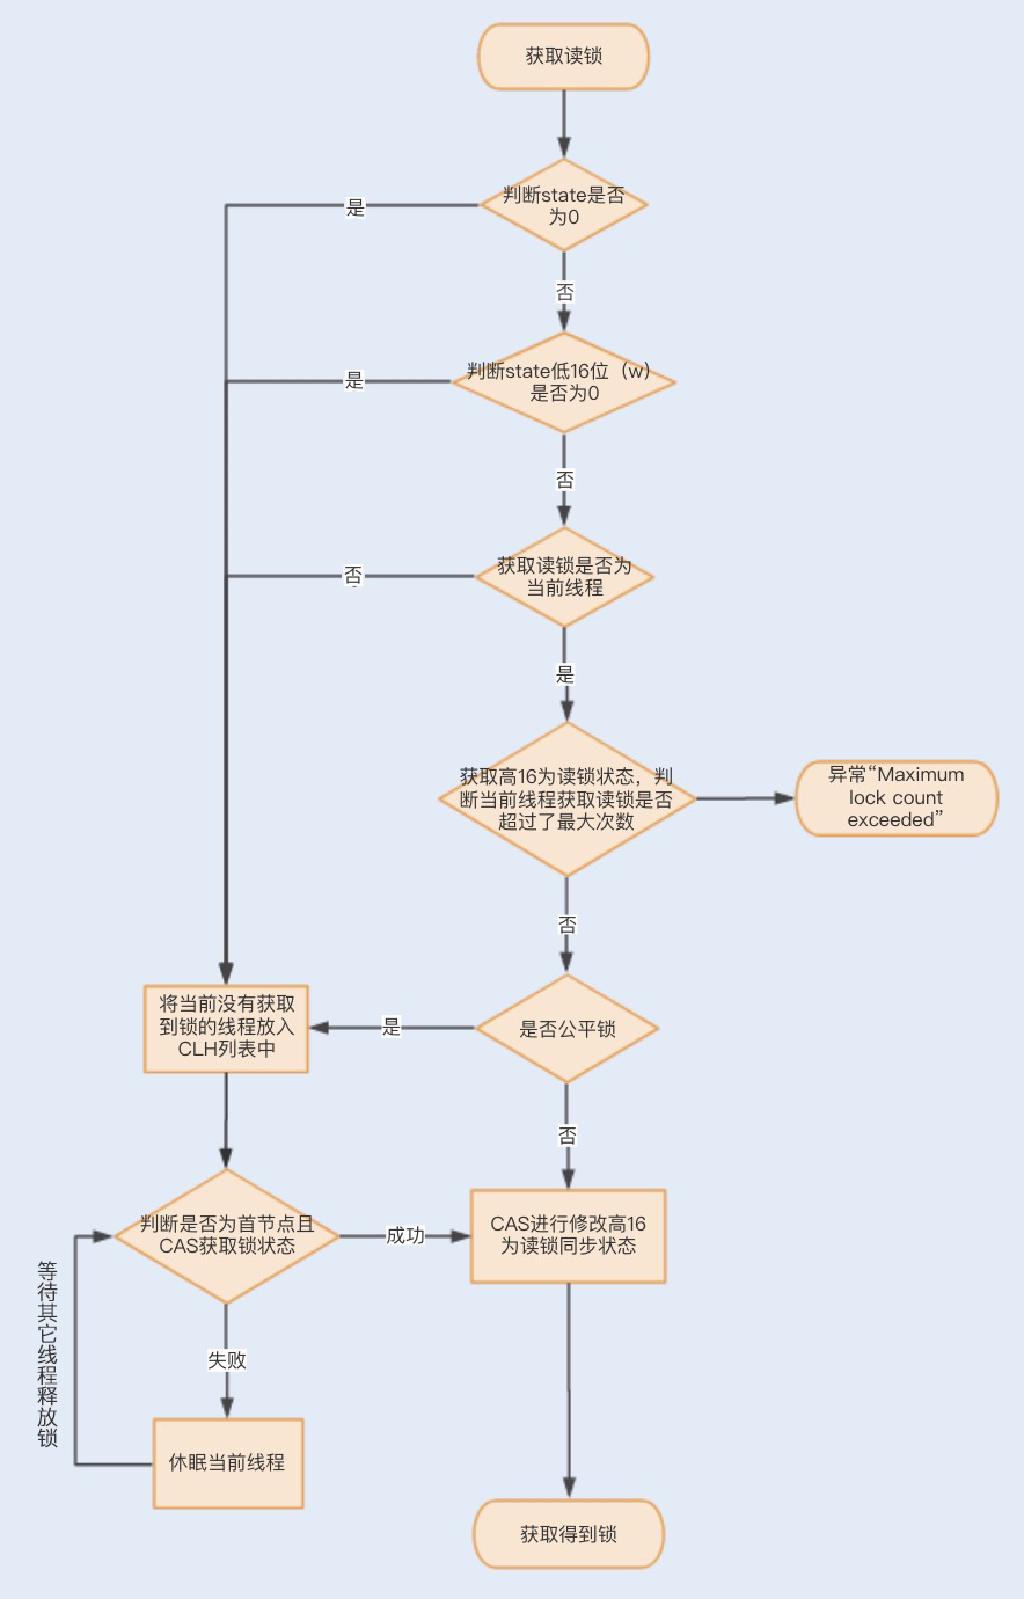 获取读锁
判断state是否
为0
是
否
判断state低16位（w）
是否为0
是
否
获取读锁是否为
当前线程
否
是
获取高16为读锁状态，判
断当前线程获取读锁是否
超过了最大次数
异常“Maximum
lock count
exceeded”
否
将当前没有获取
到锁的线程放入
CLH列表中
是
是否公平锁
否
判断是否为首节点且
CAS获取锁状态
成功
CAS进行修改高16
为读锁同步状态
等待其它线程释放锁
失败
休眠当前线程
获取得到锁